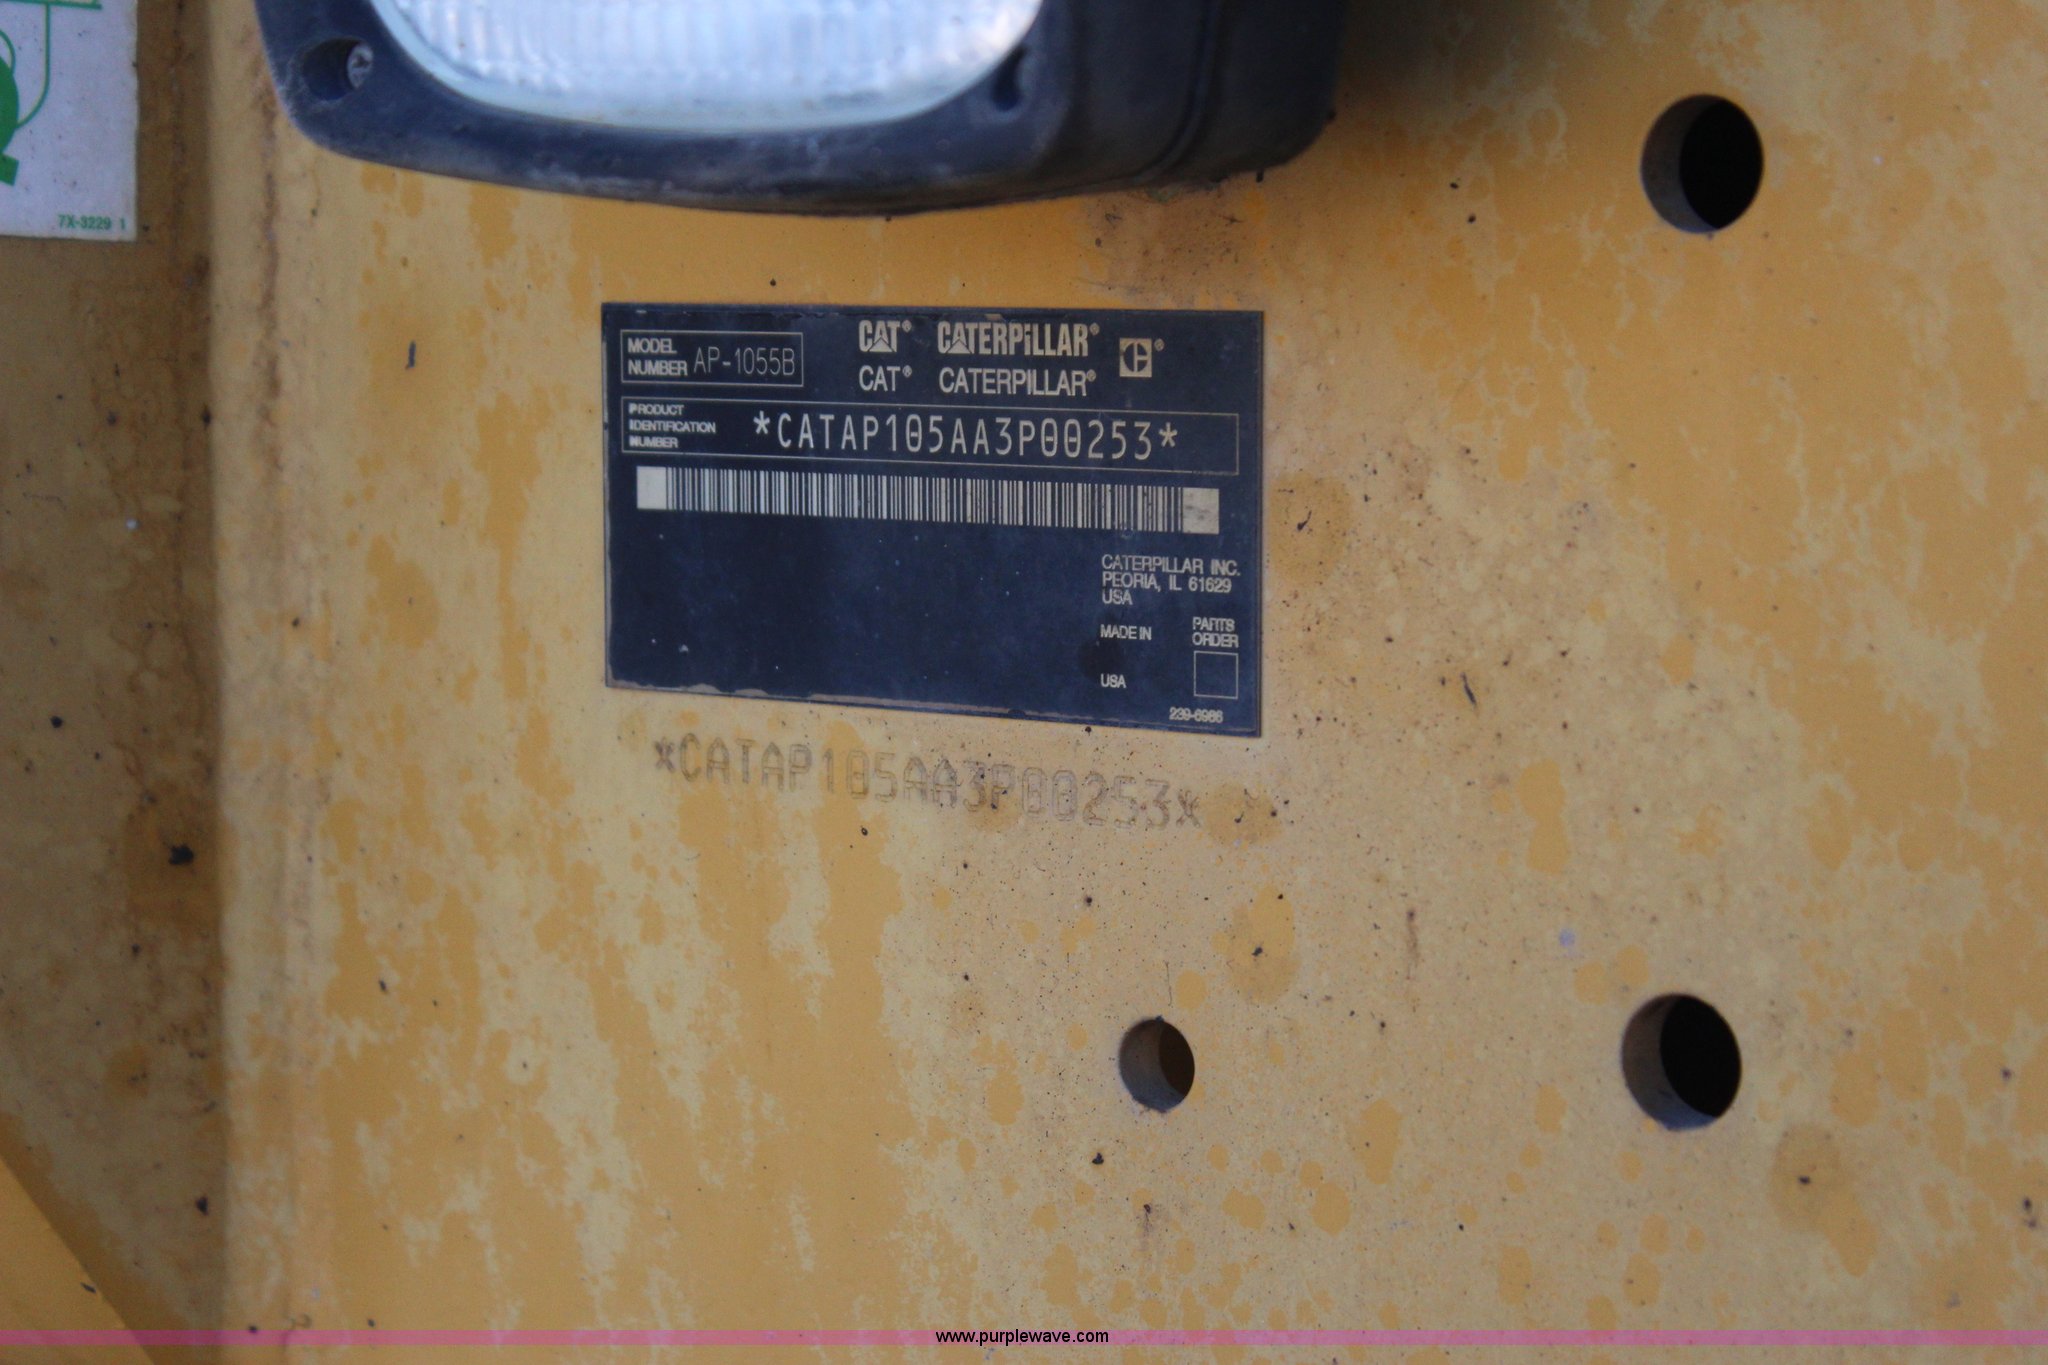 7X-3229 1
MODEL
NUMBER AP-1055B
CAT® CATERPILLAR®
CAT® CATERPILLAR®
PRODUCT
IDENTIFICATION
NUMBER
*CATAP105AA3P00253*
CATERPILLAR INC.
PEORIA, IL 61629
USA
MADE IN
USA
PARTS
ORDER
239-6986
*CATAP105AA3P00253*
www.purplewave.com